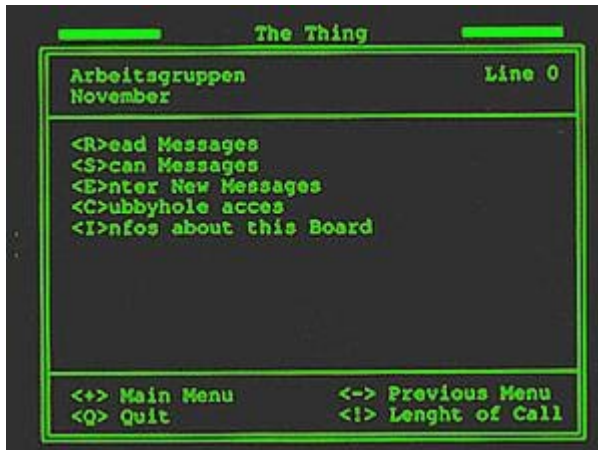 The Thing
Arbeitsgruppen Line 0
November
<R>ead Messages
<S>can Messages
<E>nter New Messages
<C>ubbyhole acces
<I>nfos about this Board
<+> Main Menu <-> Previous Menu
<Q> Quit <!> Lenght of Call